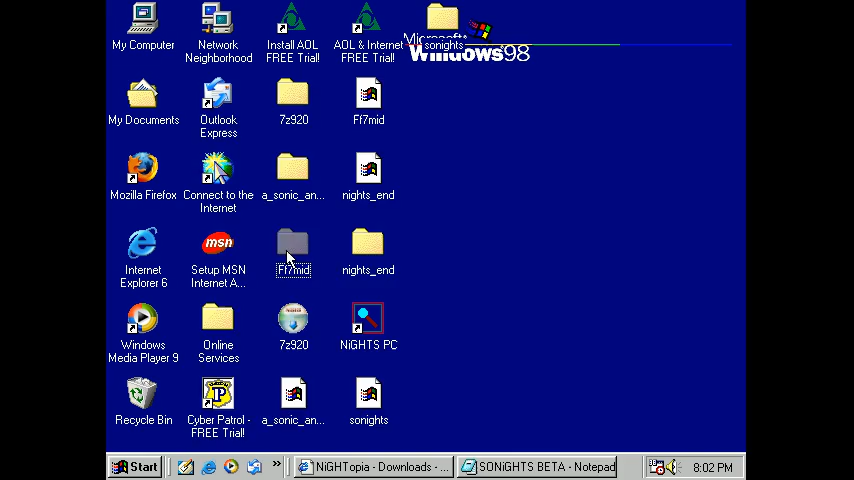 My Computer
Network
Neighborhood
Install AOL
FREE Trial!
AOL & Internet
FREE Trial!
sonights
Microsoft
Windows98
My Documents
Outlook
Express
7z920
Ff7mid
Mozilla Firefox
Connect to the
Internet
a_sonic_an...
nights_end
Internet
Explorer 6
Setup MSN
Internet A...
Ff7mid
nights_end
Windows
Media Player 9
Online
Services
7z920
NiGHTS PC
Recycle Bin
Cyber Patrol -
FREE Trial!
a_sonic_an...
sonights
Start
NiGHTopia - Downloads - ...
SONiGHTS BETA - Notepad
8:02 PM